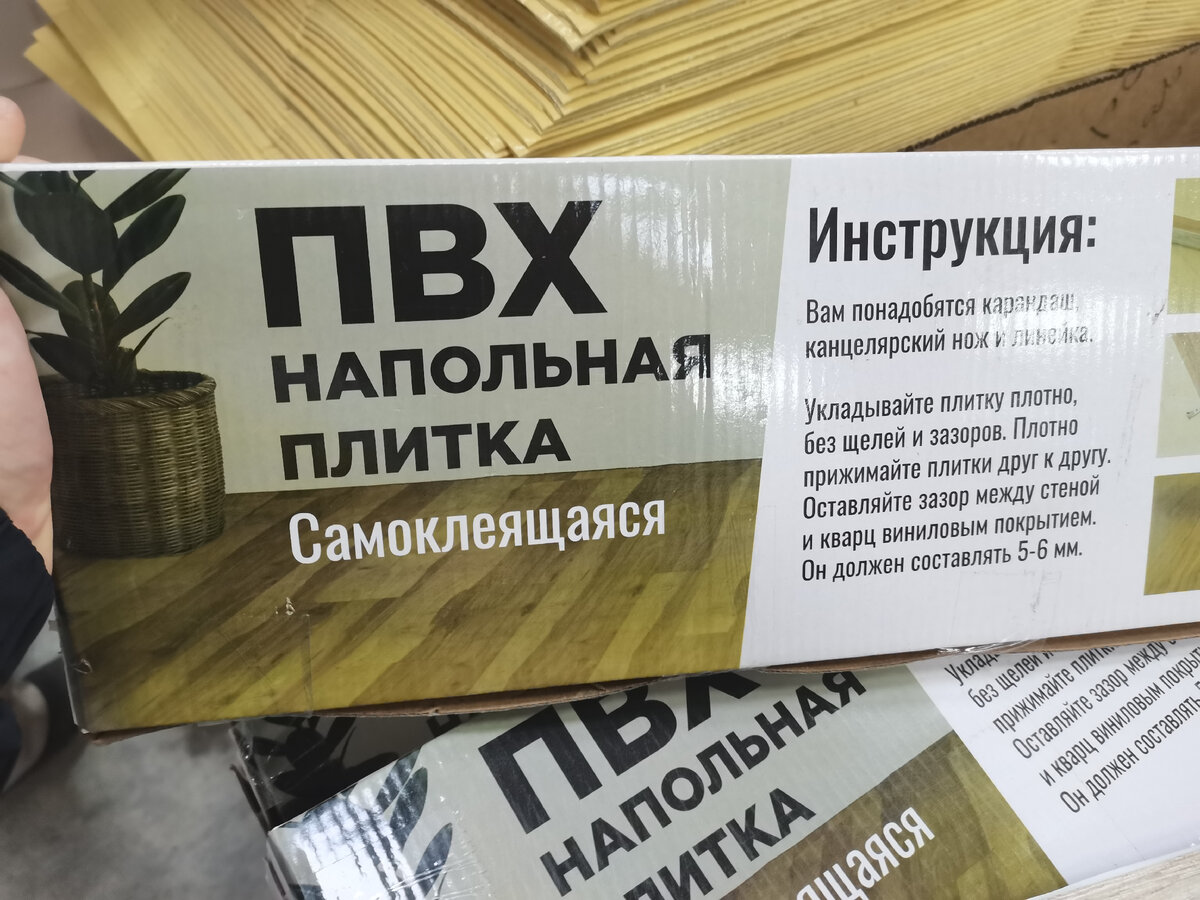 ПВХ
НАПОЛЬНАЯ
ПЛИТКА
Самоклеящаяся
Инструкция:
Вам понадобятся карандаш,
канцелярский нож и линейка.
Укладывайте плитку плотно,
без щелей и зазоров. Плотно
прижимайте плитки друг к другу.
Оставляйте зазор между стеной
и кварц виниловым покрытием.
Он должен составлять 5-6 мм.
ПВХ
НАПОЛЬНАЯ
ПЛИТКА
без щелей и
прижимайте
Оставляйте зазор между
и кварц виниловым
Он должен составлять